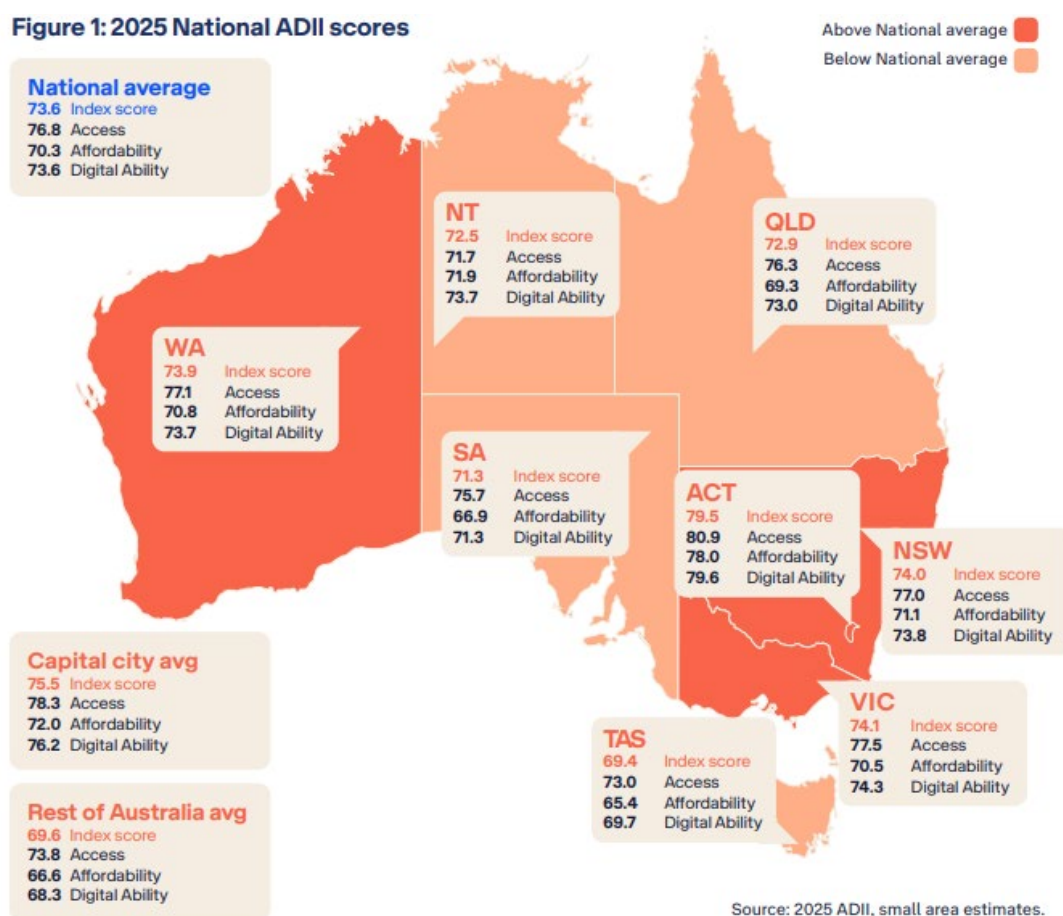 Figure 1: 2025 National ADII scores
Above National average
Below National average
National average
73.6 Index score
76.8 Access
70.3 Affordability
73.6 Digital Ability
NT
72.5 Index score
71.7 Access
71.9 Affordability
73.7 Digital Ability
QLD
72.9 Index score
76.3 Access
69.3 Affordability
73.0 Digital Ability
WA
73.9 Index score
77.1 Access
70.8 Affordability
73.7 Digital Ability
SA
71.3 Index score
75.7 Access
66.9 Affordability
71.3 Digital Ability
ACT
79.5 Index score
80.9 Access
78.0 Affordability
79.6 Digital Ability
NSW
74.0 Index score
77.0 Access
71.1 Affordability
73.8 Digital Ability
Capital city avg
75.5 Index score
78.3 Access
72.0 Affordability
76.2 Digital Ability
VIC
74.1 Index score
77.5 Access
70.5 Affordability
74.3 Digital Ability
TAS
69.4 Index score
73.0 Access
65.4 Affordability
69.7 Digital Ability
Rest of Australia avg
69.6 Index score
73.8 Access
66.6 Affordability
68.3 Digital Ability
Source: 2025 ADII, small area estimates.